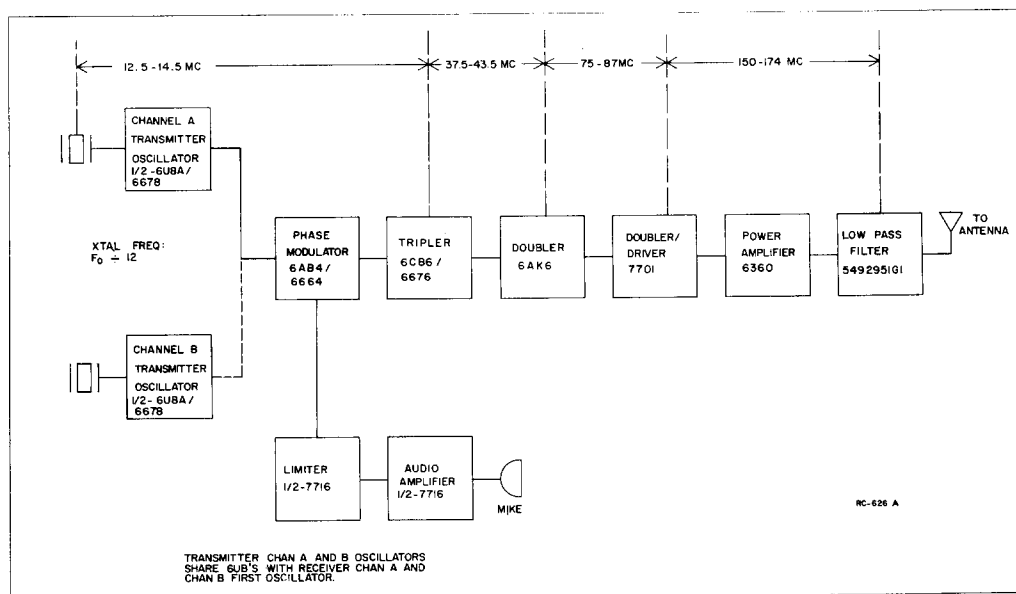 12.5-14.5 MC
37.5-43.5 MC
75-87MC
150-174 MC
CHANNEL A
TRANSMITTER
OSCILLATOR
1/2-6U8A/
6678
XTAL FREQ:
F₀ ÷ 12
PHASE
MODULATOR
6AB4/
6664
TRIPLER
6CB6/
6676
DOUBLER
6AK6
DOUBLER/
DRIVER
7701
POWER
AMPLIFIER
6360
LOW PASS
FILTER
5492951G1
TO
ANTENNA
CHANNEL B
TRANSMITTER
OSCILLATOR
1/2-6U8A/
6678
LIMITER
1/2-7716
AUDIO
AMPLIFIER
1/2-7716
MIKE
RC-626 A
TRANSMITTER CHAN A AND B OSCILLATORS
SHARE 6U8'S WITH RECEIVER CHAN A AND
CHAN B FIRST OSCILLATOR.